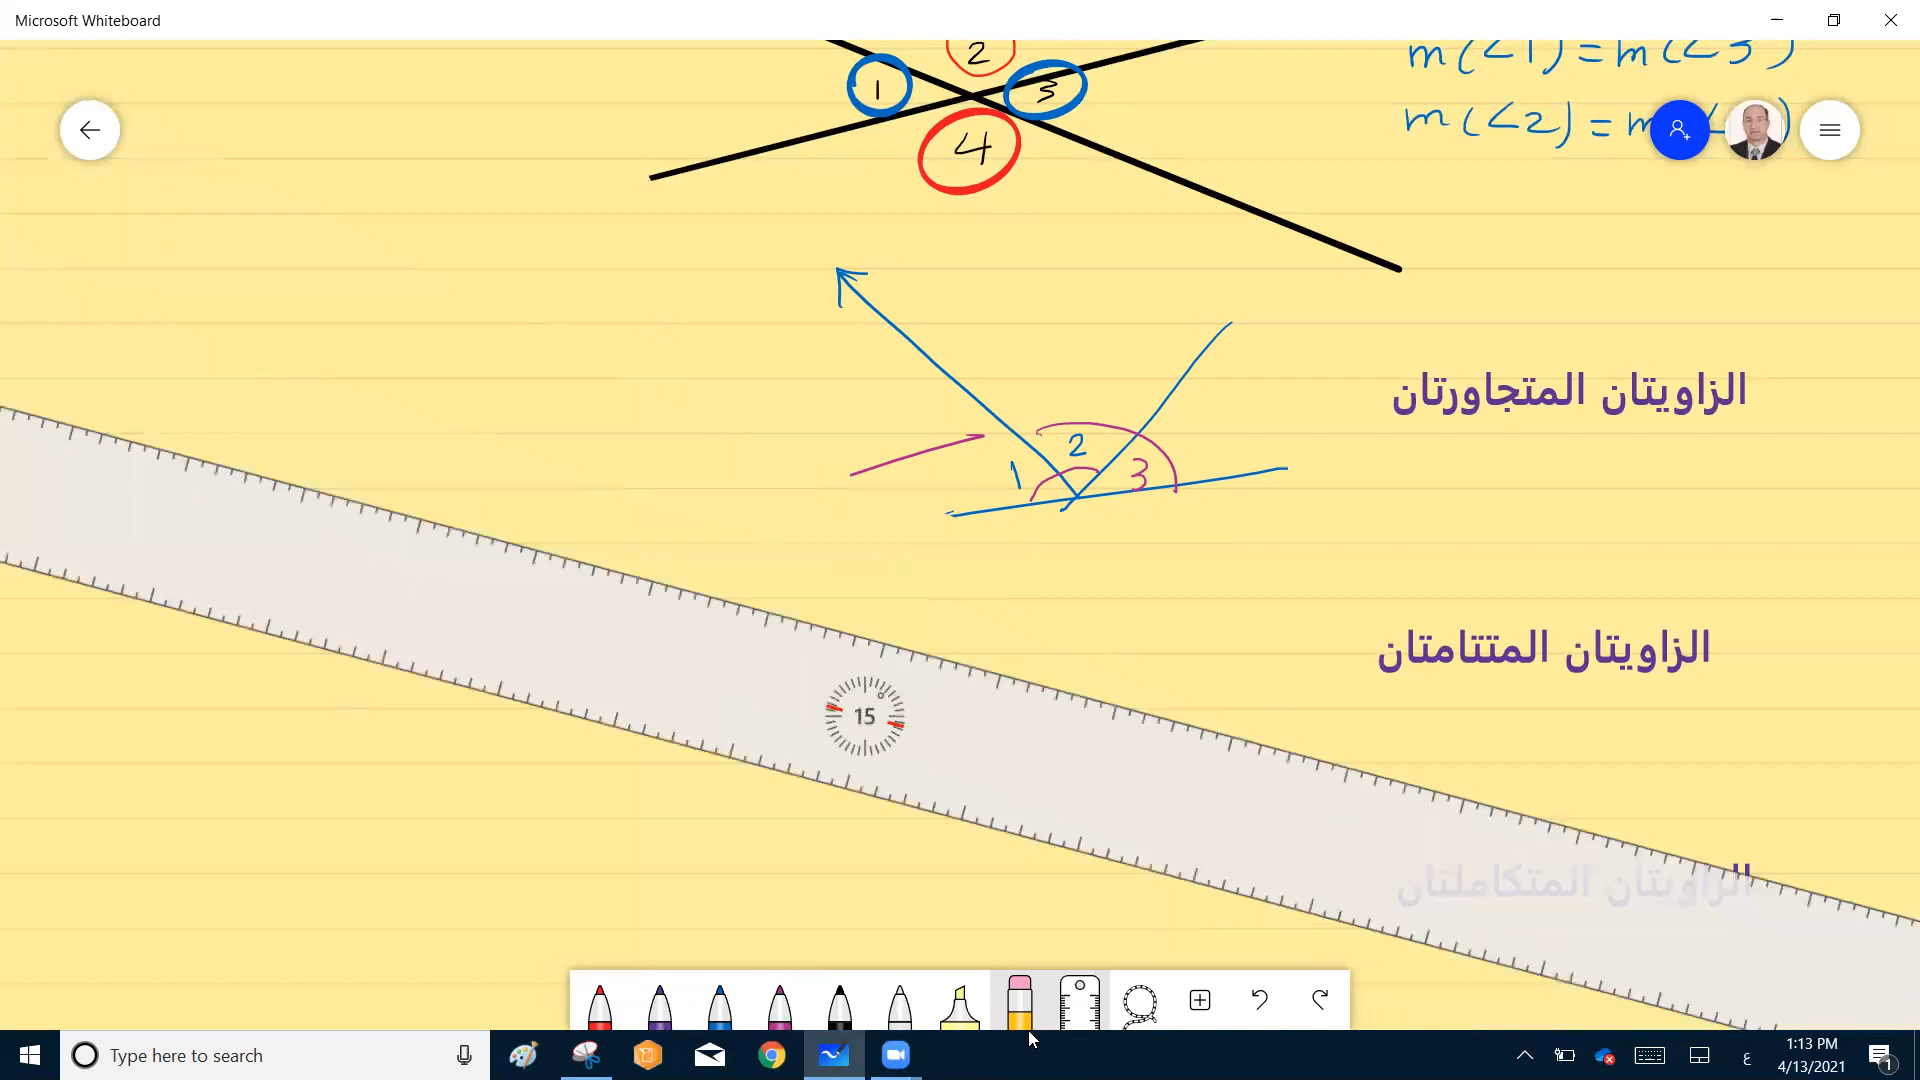 Microsoft Whiteboard
2
1
3
4
m(<1) = m(<3)
m(<2) = m
الزاويتان المتجاورتان
2
1
3
الزاويتان المتتامتان
15
الزاويتان المتكاملتان
Type here to search
ع
1:13 PM
4/13/2021
1